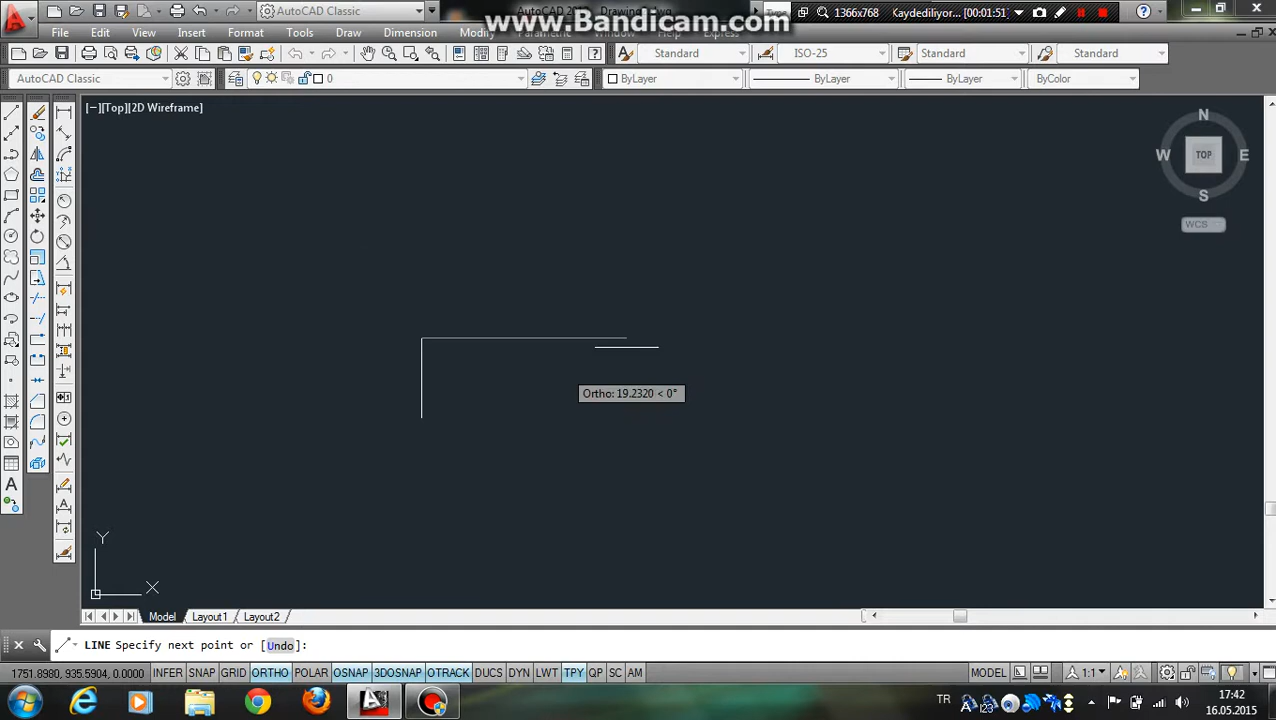 AutoCAD Classic
www.Bandicam.com
1366x768
Kaydediliyor... [00:01:51]
File Edit View Insert Format Tools Draw Dimension Modify Window Express
Standard ISO-25 Standard Standard
AutoCAD Classic 0 ByLayer ByLayer ByLayer ByColor
[−][Top][2D Wireframe]
N
W TOP E
S
WCS
Ortho: 19.2320 < 0°
Y
X
Model Layout1 Layout2
LINE Specify next point or [Undo]:
1751.8980, 935.5904, 0.0000 INFER SNAP GRID ORTHO POLAR OSNAP 3DOSNAP OTRACK DUCS DYN LWT TPY QP SC AM MODEL 1:1
TR 17:42
16.05.2015